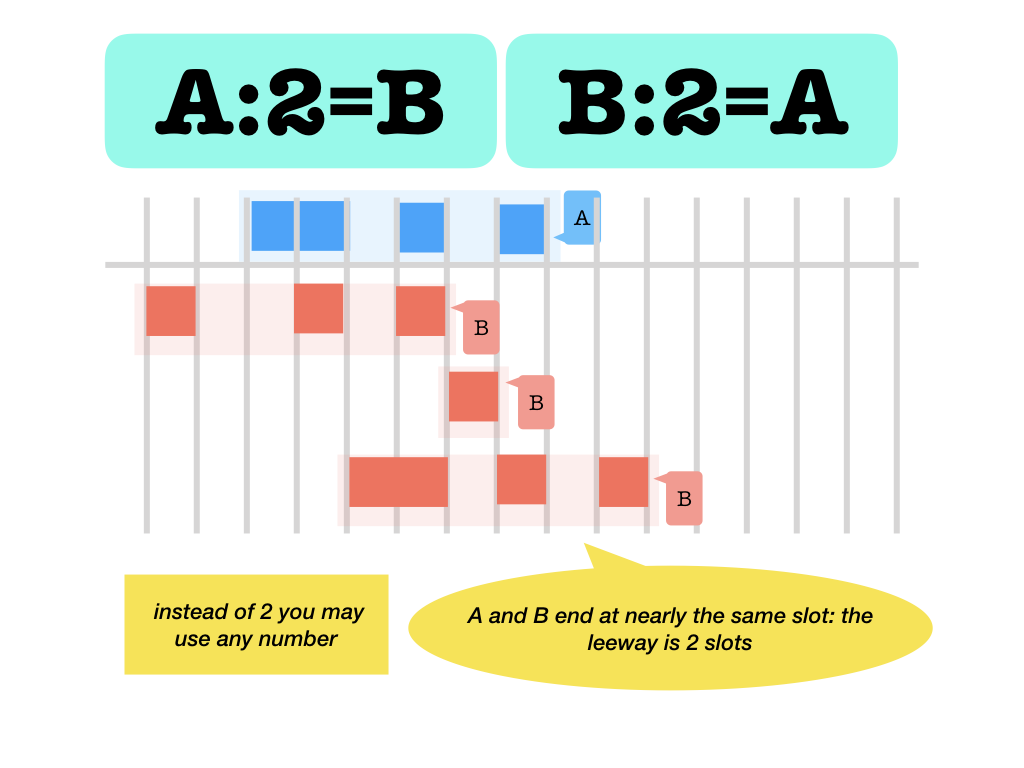 A:2=B
B:2=A
A
B
B
B
instead of 2 you may
use any number
A and B end at nearly the same slot: the
leeway is 2 slots